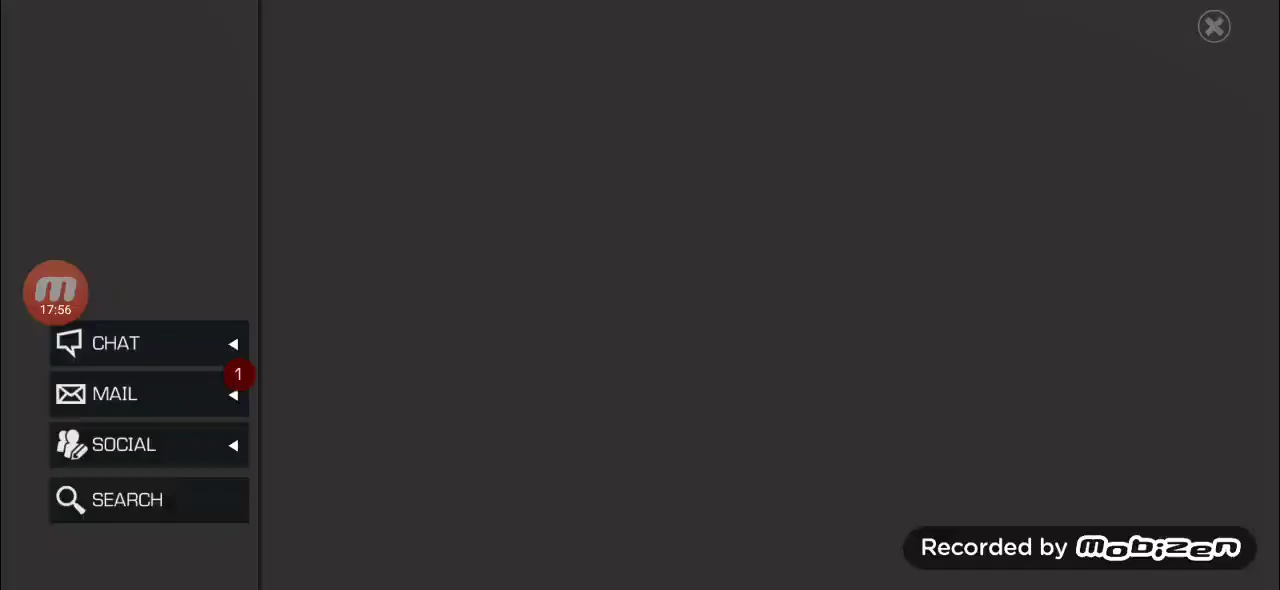 17:56
CHAT
1
MAIL
SOCIAL
SEARCH
Recorded by mobizen